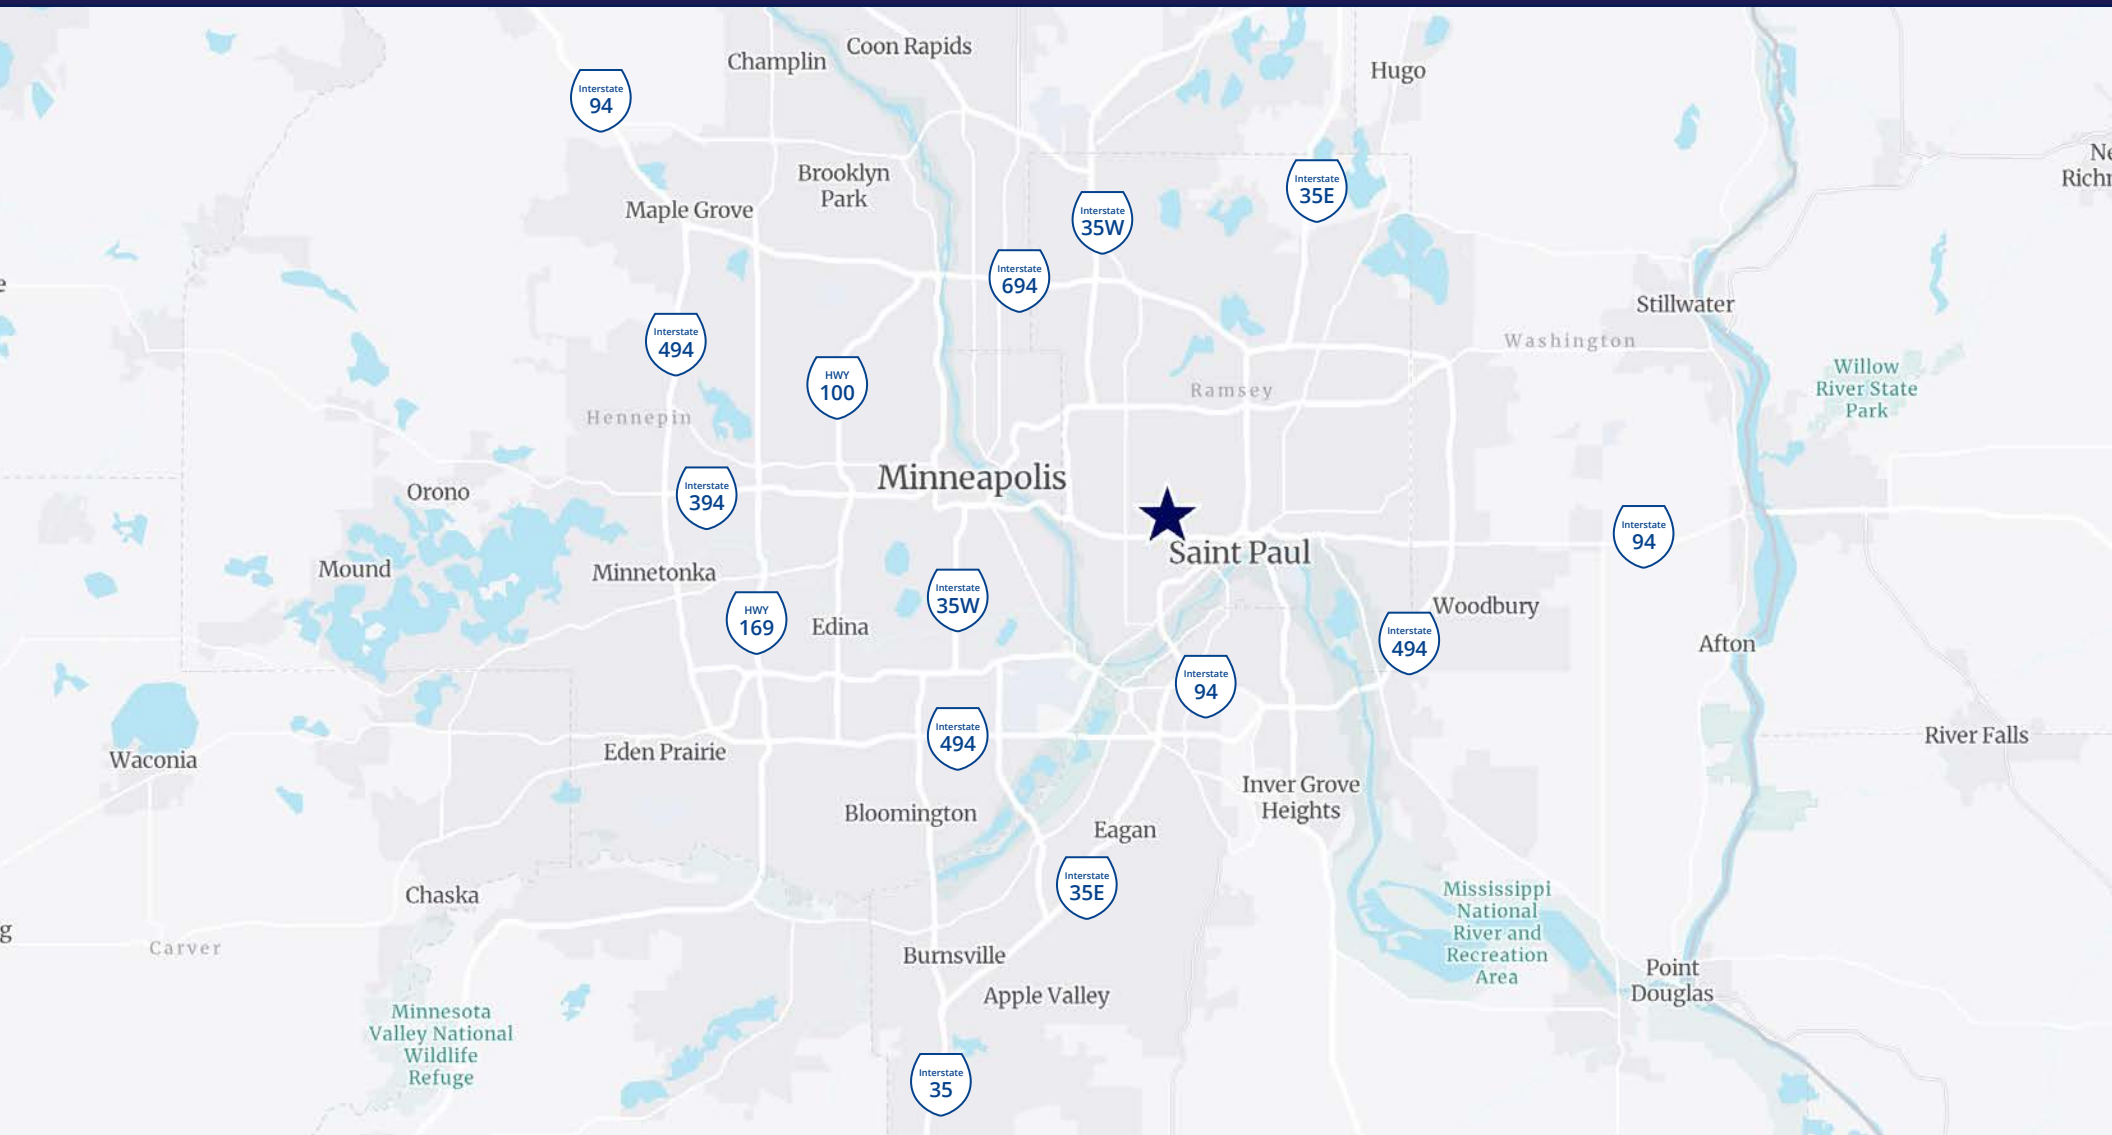 Coon Rapids
Champlin
Hugo
Interstate
94
Ne
Richr
Brooklyn
Park
Interstate
35E
Maple Grove
Interstate
35W
Interstate
694
e
Stillwater
Interstate
494
Washington
HWY
100
Willow
River State
Park
Ramsey
Hennepin
Minneapolis
Orono
Interstate
394
Interstate
94
Saint Paul
Mound
Minnetonka
Interstate
35W
HWY
169
Edina
Woodbury
Interstate
494
Afton
Interstate
94
Interstate
494
River Falls
Eden Prairie
Waconia
Inver Grove
Heights
Bloomington
Eagan
Interstate
35E
Chaska
Mississippi
National
River and
Recreation
Area
g
Carver
Burnsville
Point
Douglas
Apple Valley
Minnesota
Valley National
Wildlife
Refuge
Interstate
35